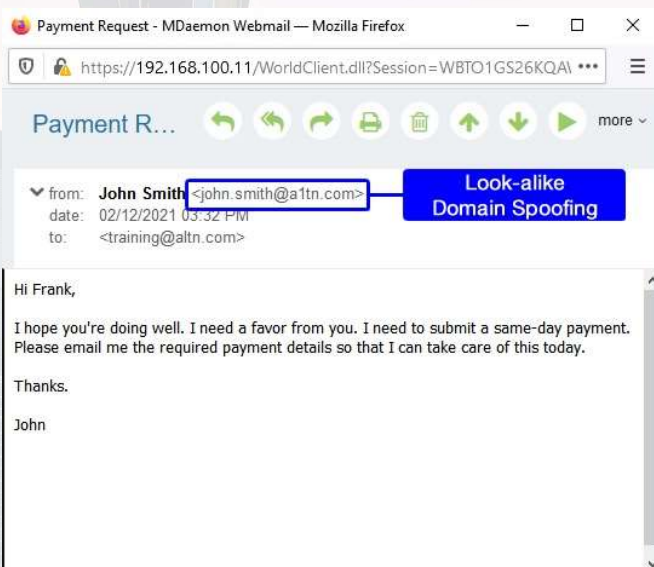 Payment Request - MDaemon Webmail — Mozilla Firefox
https://192.168.100.11/WorldClient.dll?Session=WBTO1GS26KQA
Payment R...
more
from: John Smith <john.smith@a1tn.com>
Look-alike
Domain Spoofing
date: 02/12/2021 03:32 PM
to: <training@altn.com>
Hi Frank,
I hope you're doing well. I need a favor from you. I need to submit a same-day payment.
Please email me the required payment details so that I can take care of this today.
Thanks.
John